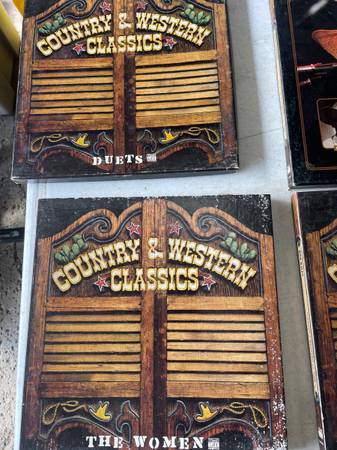 COUNTRY & WESTERN
CLASSICS
DUETS
COUNTRY & WESTERN
CLASSICS
THE WOMEN